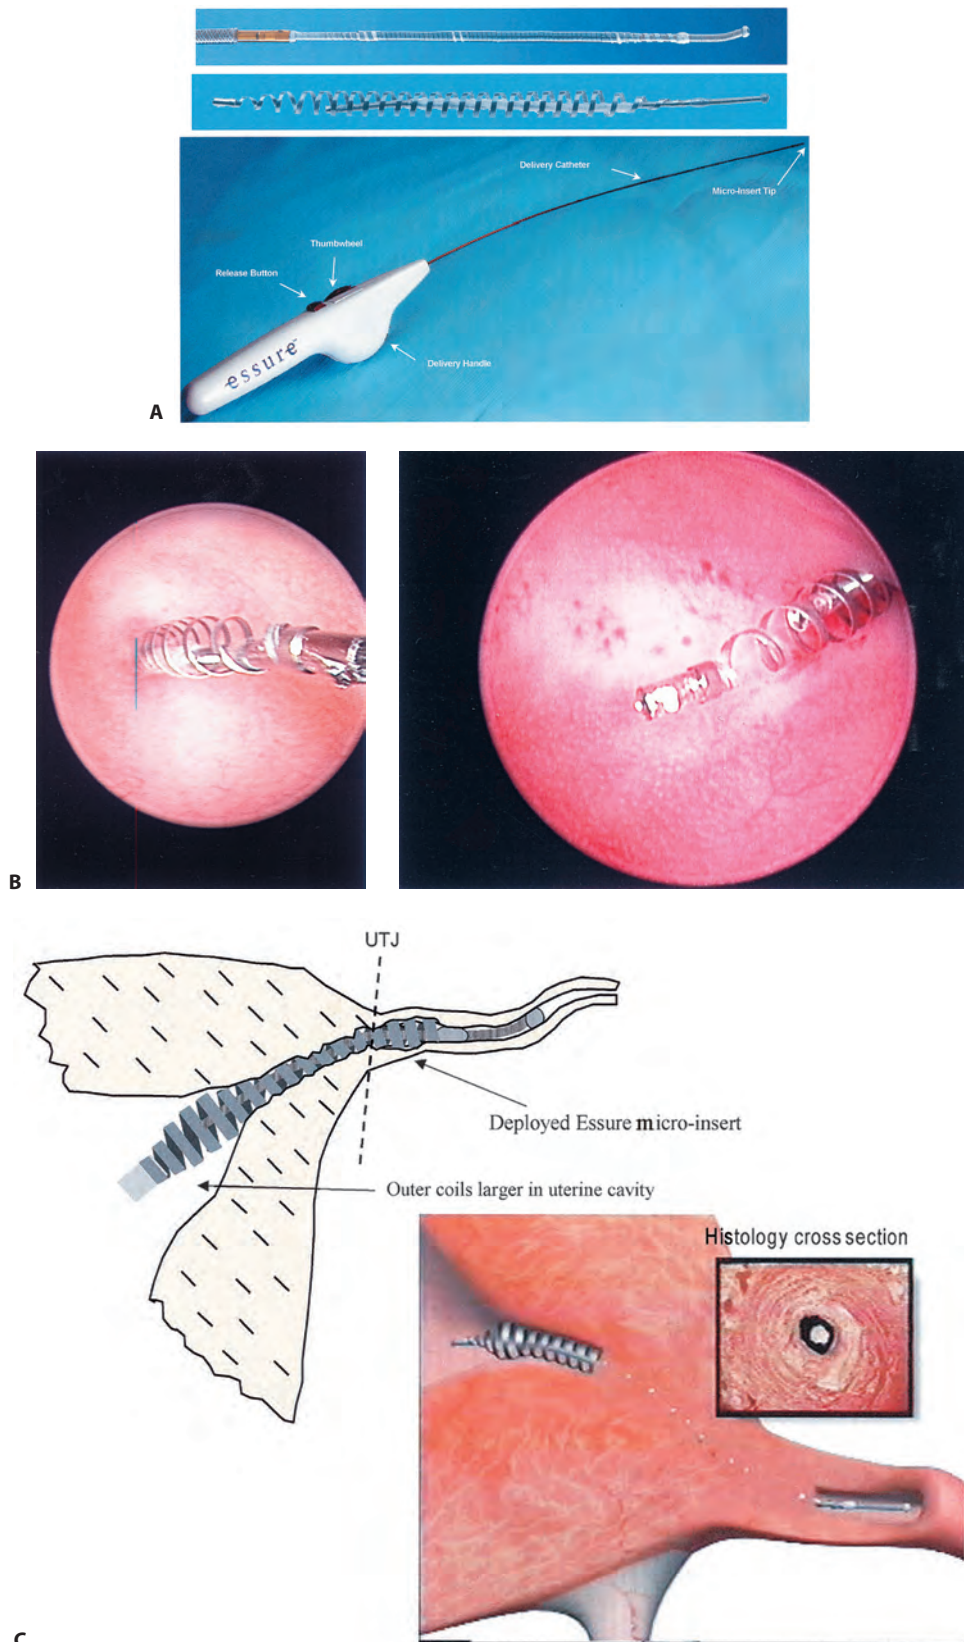 Delivery Catheter
Micro-Insert Tip
Thumbwheel
Release Button
essure
Delivery Handle
A
B
UTJ
Deployed Essure micro-insert
Outer coils larger in uterine cavity
Histology cross section
C